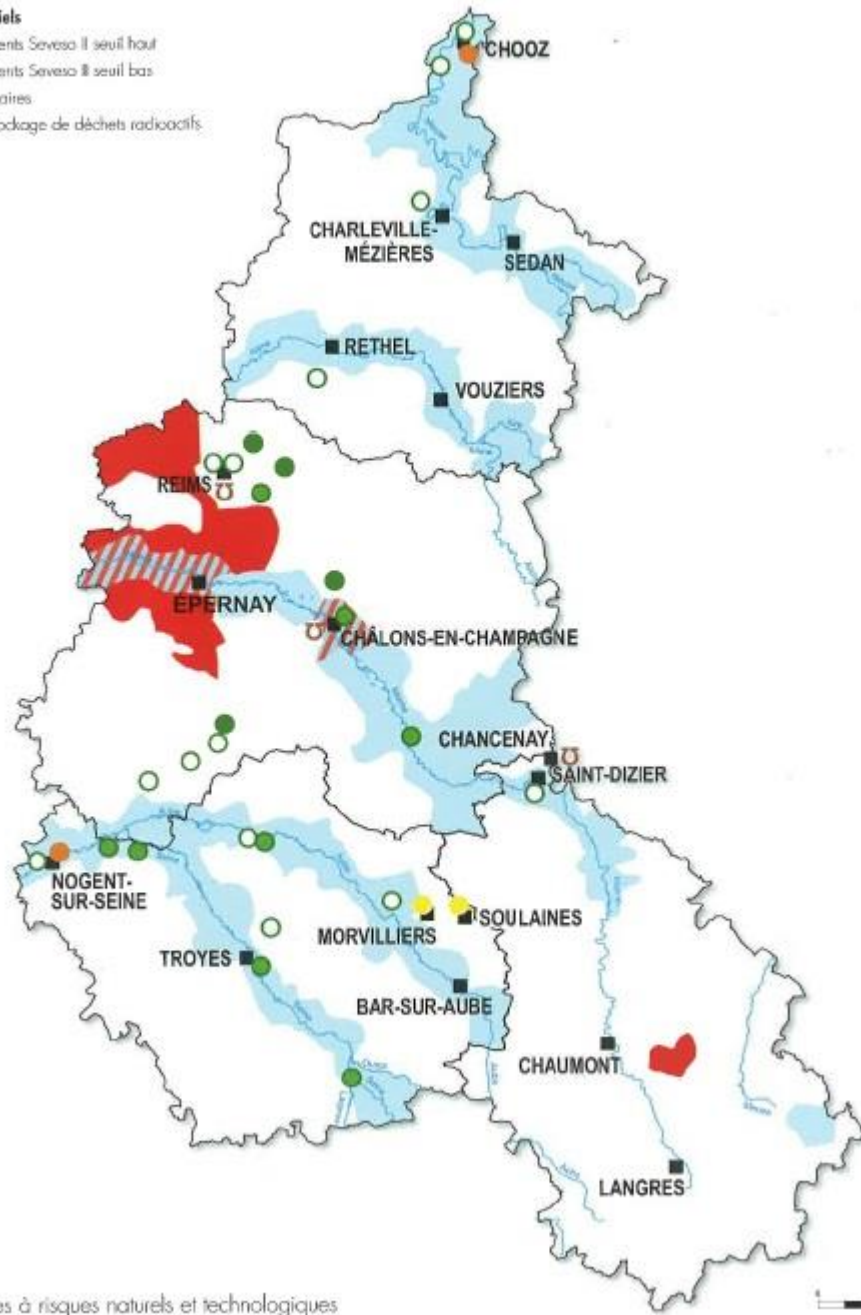 iels
ents Seveso II seuil haut
ents Seveso II seuil bas
aires
ockage de déchets radioactifs
CHOOZ
CHARLEVILLE-
MÉZIÈRES
SEDAN
RETHEL
VOUZIERS
REIMS
ÉPERNAY
CHÂLONS-EN-CHAMPAGNE
CHANCENAY
SAINT-DIZIER
NOGENT-
SUR-SEINE
SOULAINES
MORVILLIERS
TROYES
BAR-SUR-AUBE
CHAUMONT
LANGRES
es à risques naturels et technologiques